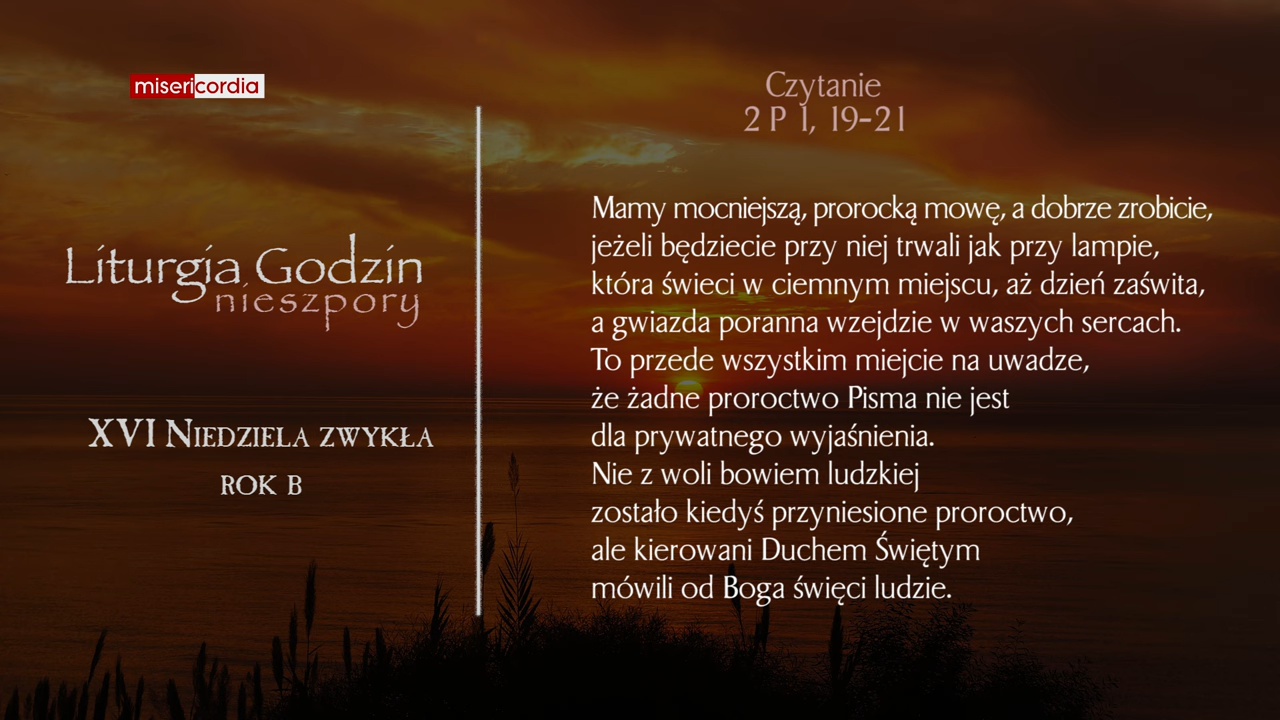 misericordia
Liturgia Godzin
nieszpory
XVI Niedziela zwykła
rok B
Czytanie
2 P 1, 19-21
Mamy mocniejszą, prorocką mowę, a dobrze zrobicie,
jeżeli będziecie przy niej trwali jak przy lampie,
która świeci w ciemnym miejscu, aż dzień zaświta,
a gwiazda poranna wzejdzie w waszych sercach.
To przede wszystkim miejcie na uwadze,
że żadne proroctwo Pisma nie jest
dla prywatnego wyjaśnienia.
Nie z woli bowiem ludzkiej
zostało kiedyś przyniesione proroctwo,
ale kierowani Duchem Świętym
mówili od Boga święci ludzie.